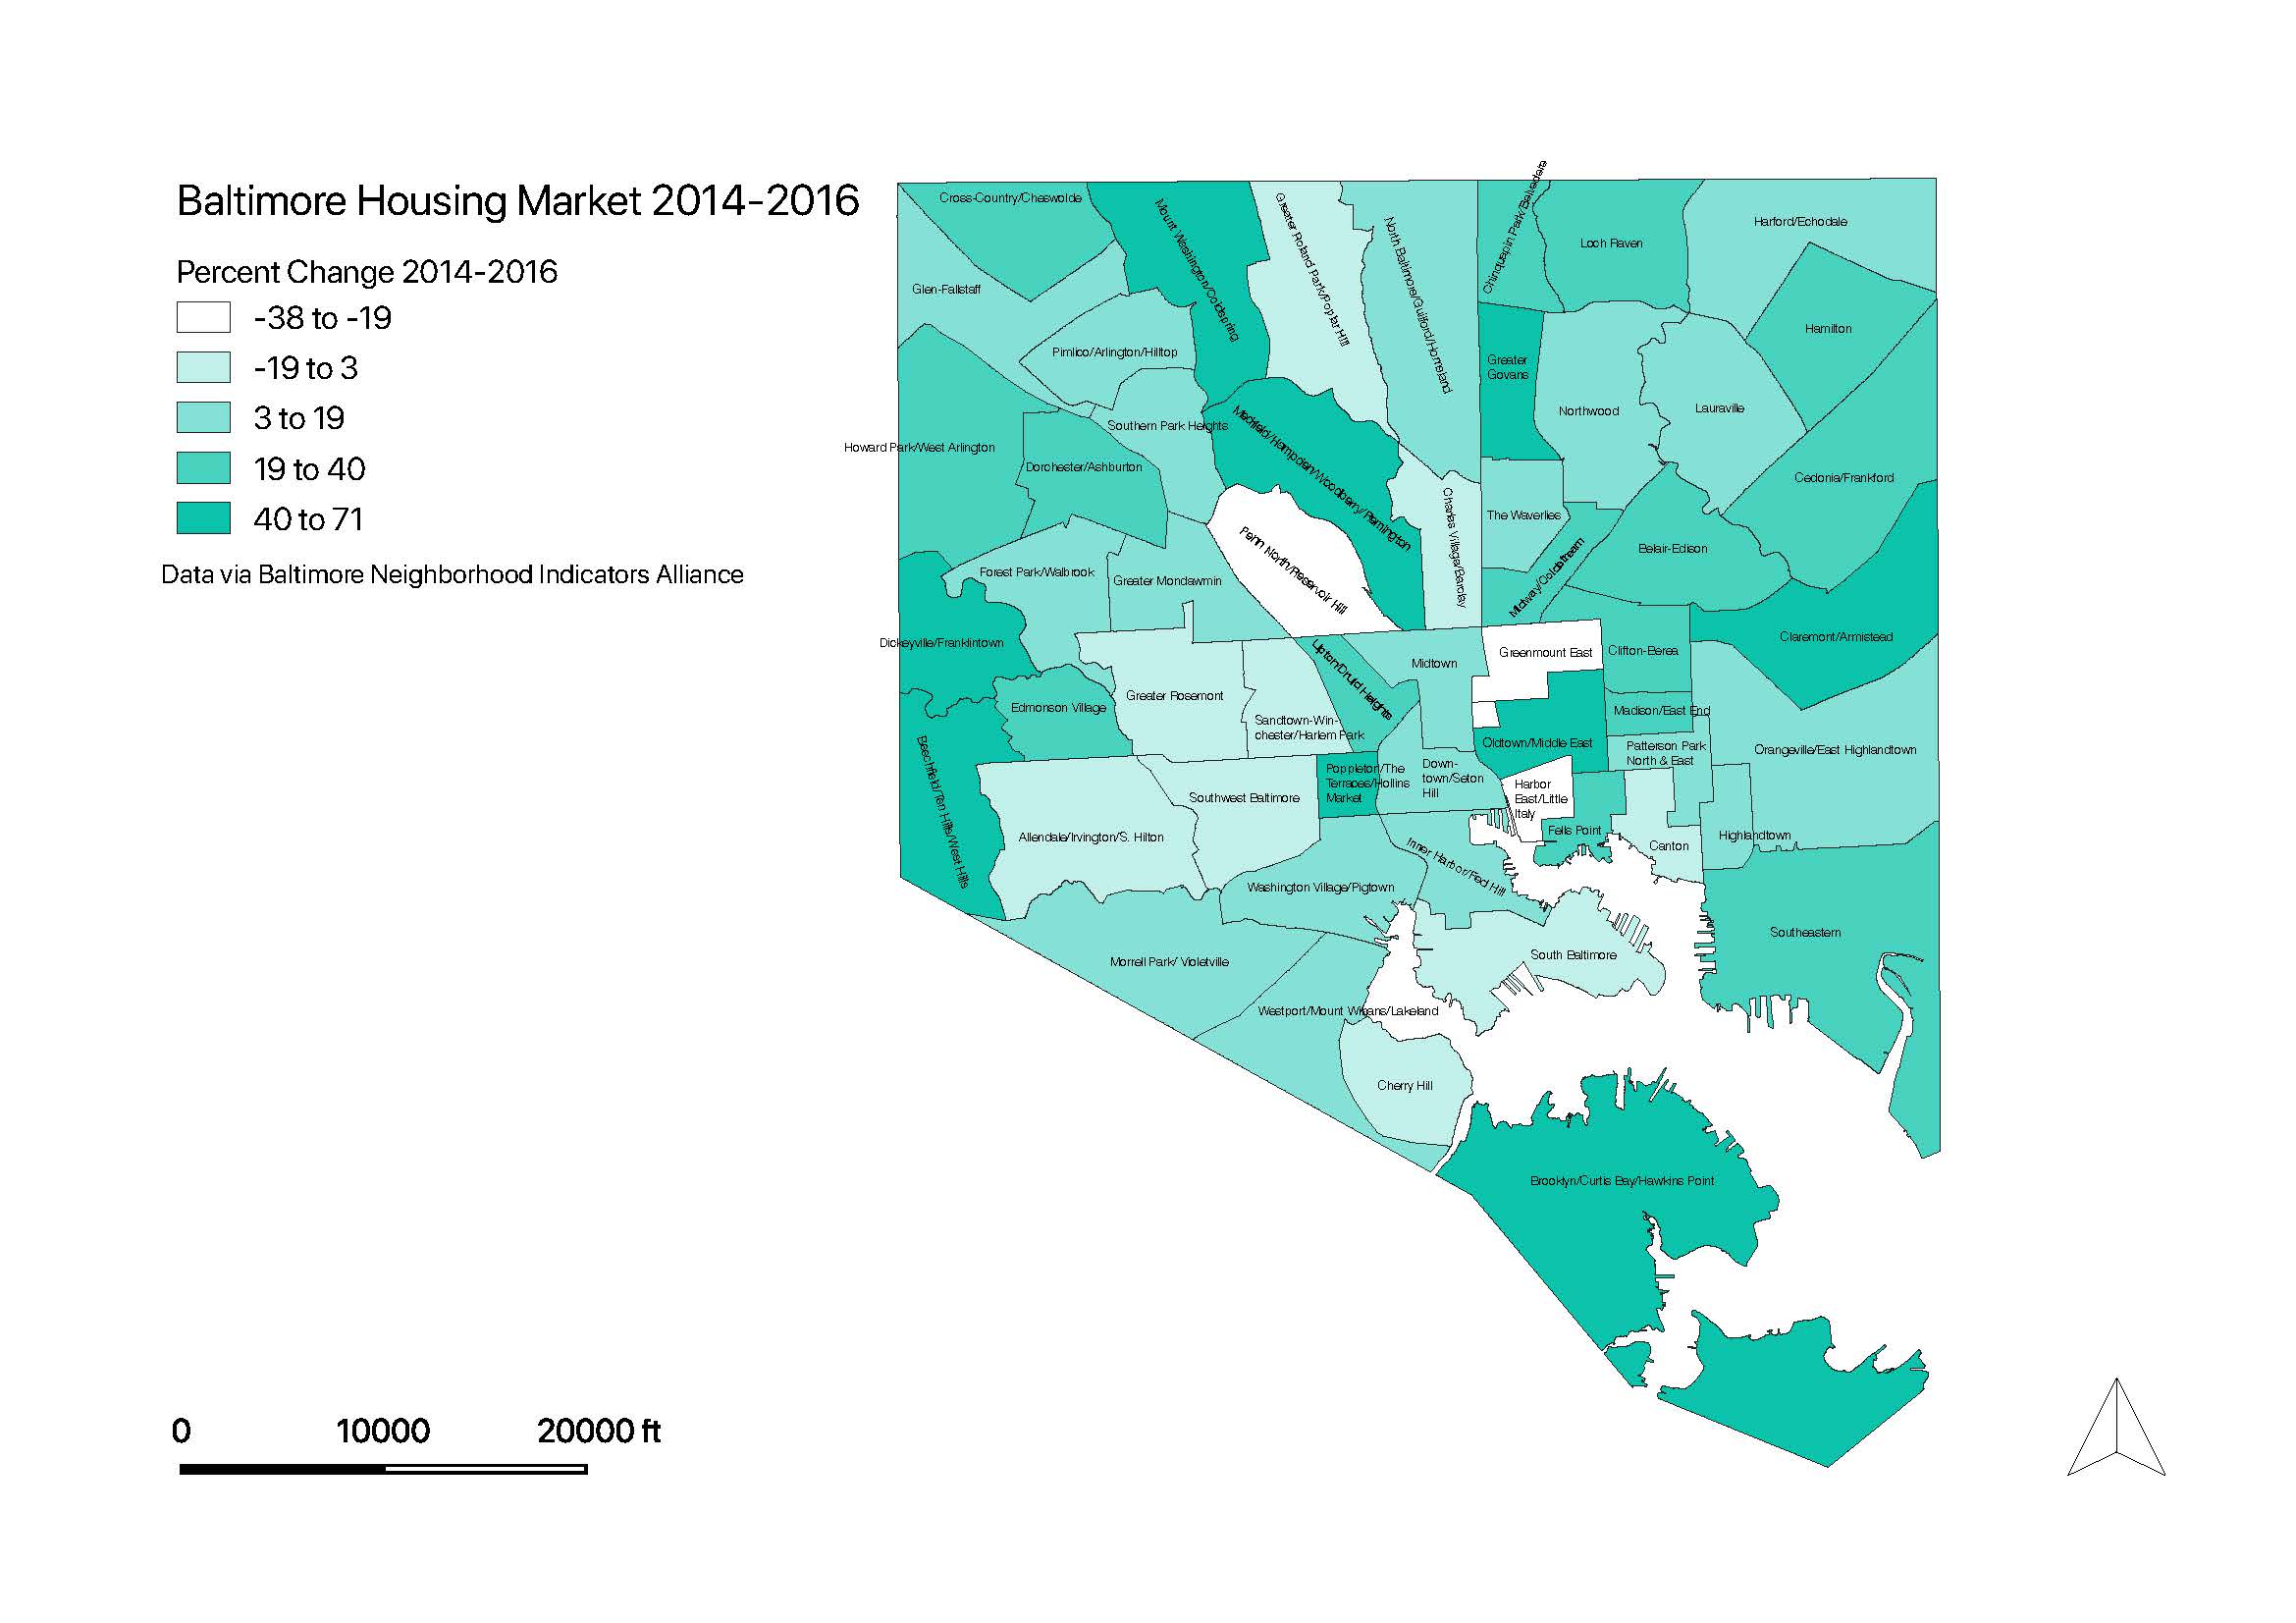 Baltimore Housing Market 2014-2016
Percent Change 2014-2016
-38 to -19
-19 to 3
3 to 19
19 to 40
40 to 71
Data via Baltimore Neighborhood Indicators Alliance
Cross-Country/Cheswolde
Mount Washington/Coldspring
Greater Roland Park/Poplar Hill
North Baltimore/Guilford/Homeland
Chinquapin Park/Belvedere
Loch Raven
Harford/Echodale
Glen-Fallstaff
Hamilton
Pimlico/Arlington/Hilltop
Greater
Govans
Northwood
Lauraville
Southern Park Heights
Medfield/Hampden/Woodberry/Remington
Howard Park/West Arlington
Dorchester/Ashburton
Cedonia/Frankford
Charles Village/Barclay
The Waverlies
Belair-Edison
Midway/Coldstream
Penn North/Reservoir Hill
Forest Park/Walbrook
Greater Mondawmin
Dickeyville/Franklintown
Claremont/Armistead
Greenmount East
Clifton-Berea
Midtown
Upton/Druid Heights
Greater Rosemont
Edmonson Village
Madison/East End
Sandtown-Win-
chester/Harlem Park
Oldtown/Middle East
Patterson Park
North & East
Orangeville/East Highlandtown
Beechfield/Ten Hills/West Hills
Poppleton/The
Terraces/Hollins
Market
Down-
town/Seton
Hill
Harbor
East/Little
Italy
Southwest Baltimore
Allendale/Irvington/S. Hilton
Fells Point
Canton
Highlandtown
Inner Harbor/Fed Hill
Washington Village/Pigtown
Southeastern
Morrell Park/ Violetville
South Baltimore
Westport/Mount Winans/Lakeland
Cherry Hill
Brooklyn/Curtis Bay/Hawkins Point
0 10000 20000 ft